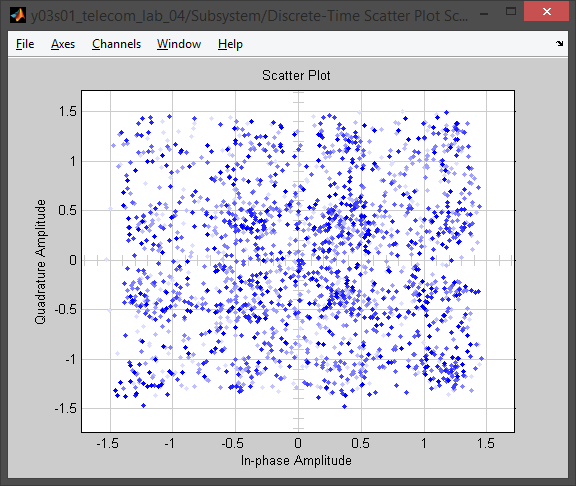 y03s01_telecom_lab_04/Subsystem/Discrete-Time Scatter Plot Sc...
File Axes Channels Window Help
Scatter Plot
1.5
1
0.5
0
-0.5
-1
-1.5
Quadrature Amplitude
-1.5 -1 -0.5 0 0.5 1 1.5
In-phase Amplitude